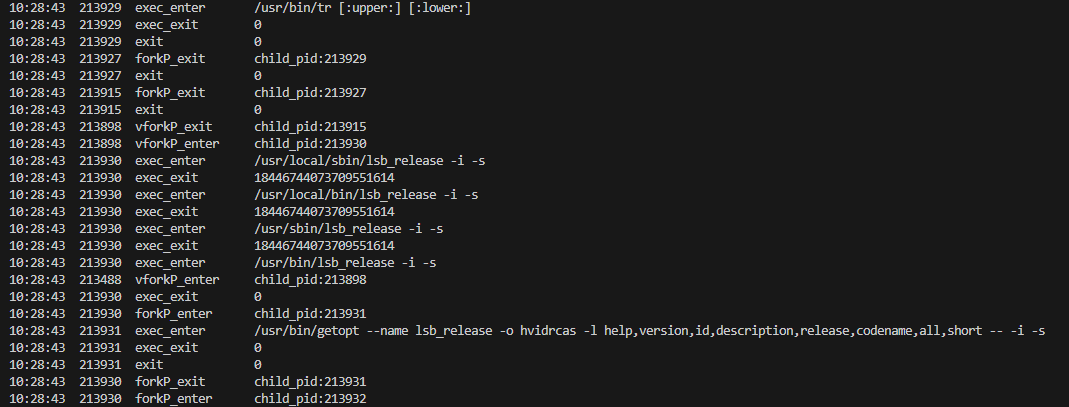 10:28:43 213929 exec_enter /usr/bin/tr [:upper:] [:lower:]
10:28:43 213929 exec_exit 0
10:28:43 213929 exit 0
10:28:43 213927 forkP_exit child_pid:213929
10:28:43 213927 exit 0
10:28:43 213915 forkP_exit child_pid:213927
10:28:43 213915 exit 0
10:28:43 213898 vforkP_exit child_pid:213915
10:28:43 213898 vforkP_enter child_pid:213930
10:28:43 213930 exec_enter /usr/local/sbin/lsb_release -i -s
10:28:43 213930 exec_exit 18446744073709551614
10:28:43 213930 exec_enter /usr/local/bin/lsb_release -i -s
10:28:43 213930 exec_exit 18446744073709551614
10:28:43 213930 exec_enter /usr/sbin/lsb_release -i -s
10:28:43 213930 exec_exit 18446744073709551614
10:28:43 213930 exec_enter /usr/bin/lsb_release -i -s
10:28:43 213488 vforkP_enter child_pid:213898
10:28:43 213930 exec_exit 0
10:28:43 213930 forkP_enter child_pid:213931
10:28:43 213931 exec_enter /usr/bin/getopt --name lsb_release -o hvidrcas -l help,version,id,description,release,codename,all,short -- -i -s
10:28:43 213931 exec_exit 0
10:28:43 213931 exit 0
10:28:43 213930 forkP_exit child_pid:213931
10:28:43 213930 forkP_enter child_pid:213932